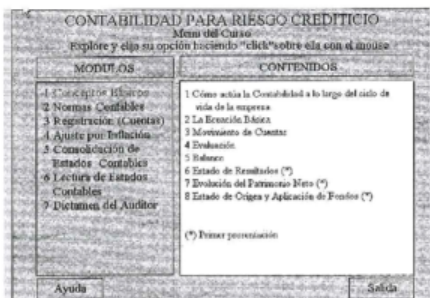 CONTABILIDAD PARA RIESGO CREDITICIO
Menú del Curso
Explore y elija su opción haciendo "click" sobre ella con el mouse
MODULOS
1 Conceptos Básicos
2 Normas Contables
3 Registración (Cuentas)
4 Ajuste por Inflación
5 Consolidación de
Estados Contables
6 Lectura de Estados
Contables
7 Dictamen del Auditor
CONTENIDOS
1 Cómo actúa la Contabilidad a lo largo del ciclo de
vida de la empresa
2 La Ecuación Básica
3 Movimiento de Cuentas
4 Evaluación
5 Balance
6 Estado de Resultados (*)
7 Evolución del Patrimonio Neto (*)
8 Estado de Origen y Aplicación de Fondos (*)
(*) Primer presentación
Ayuda
Salida